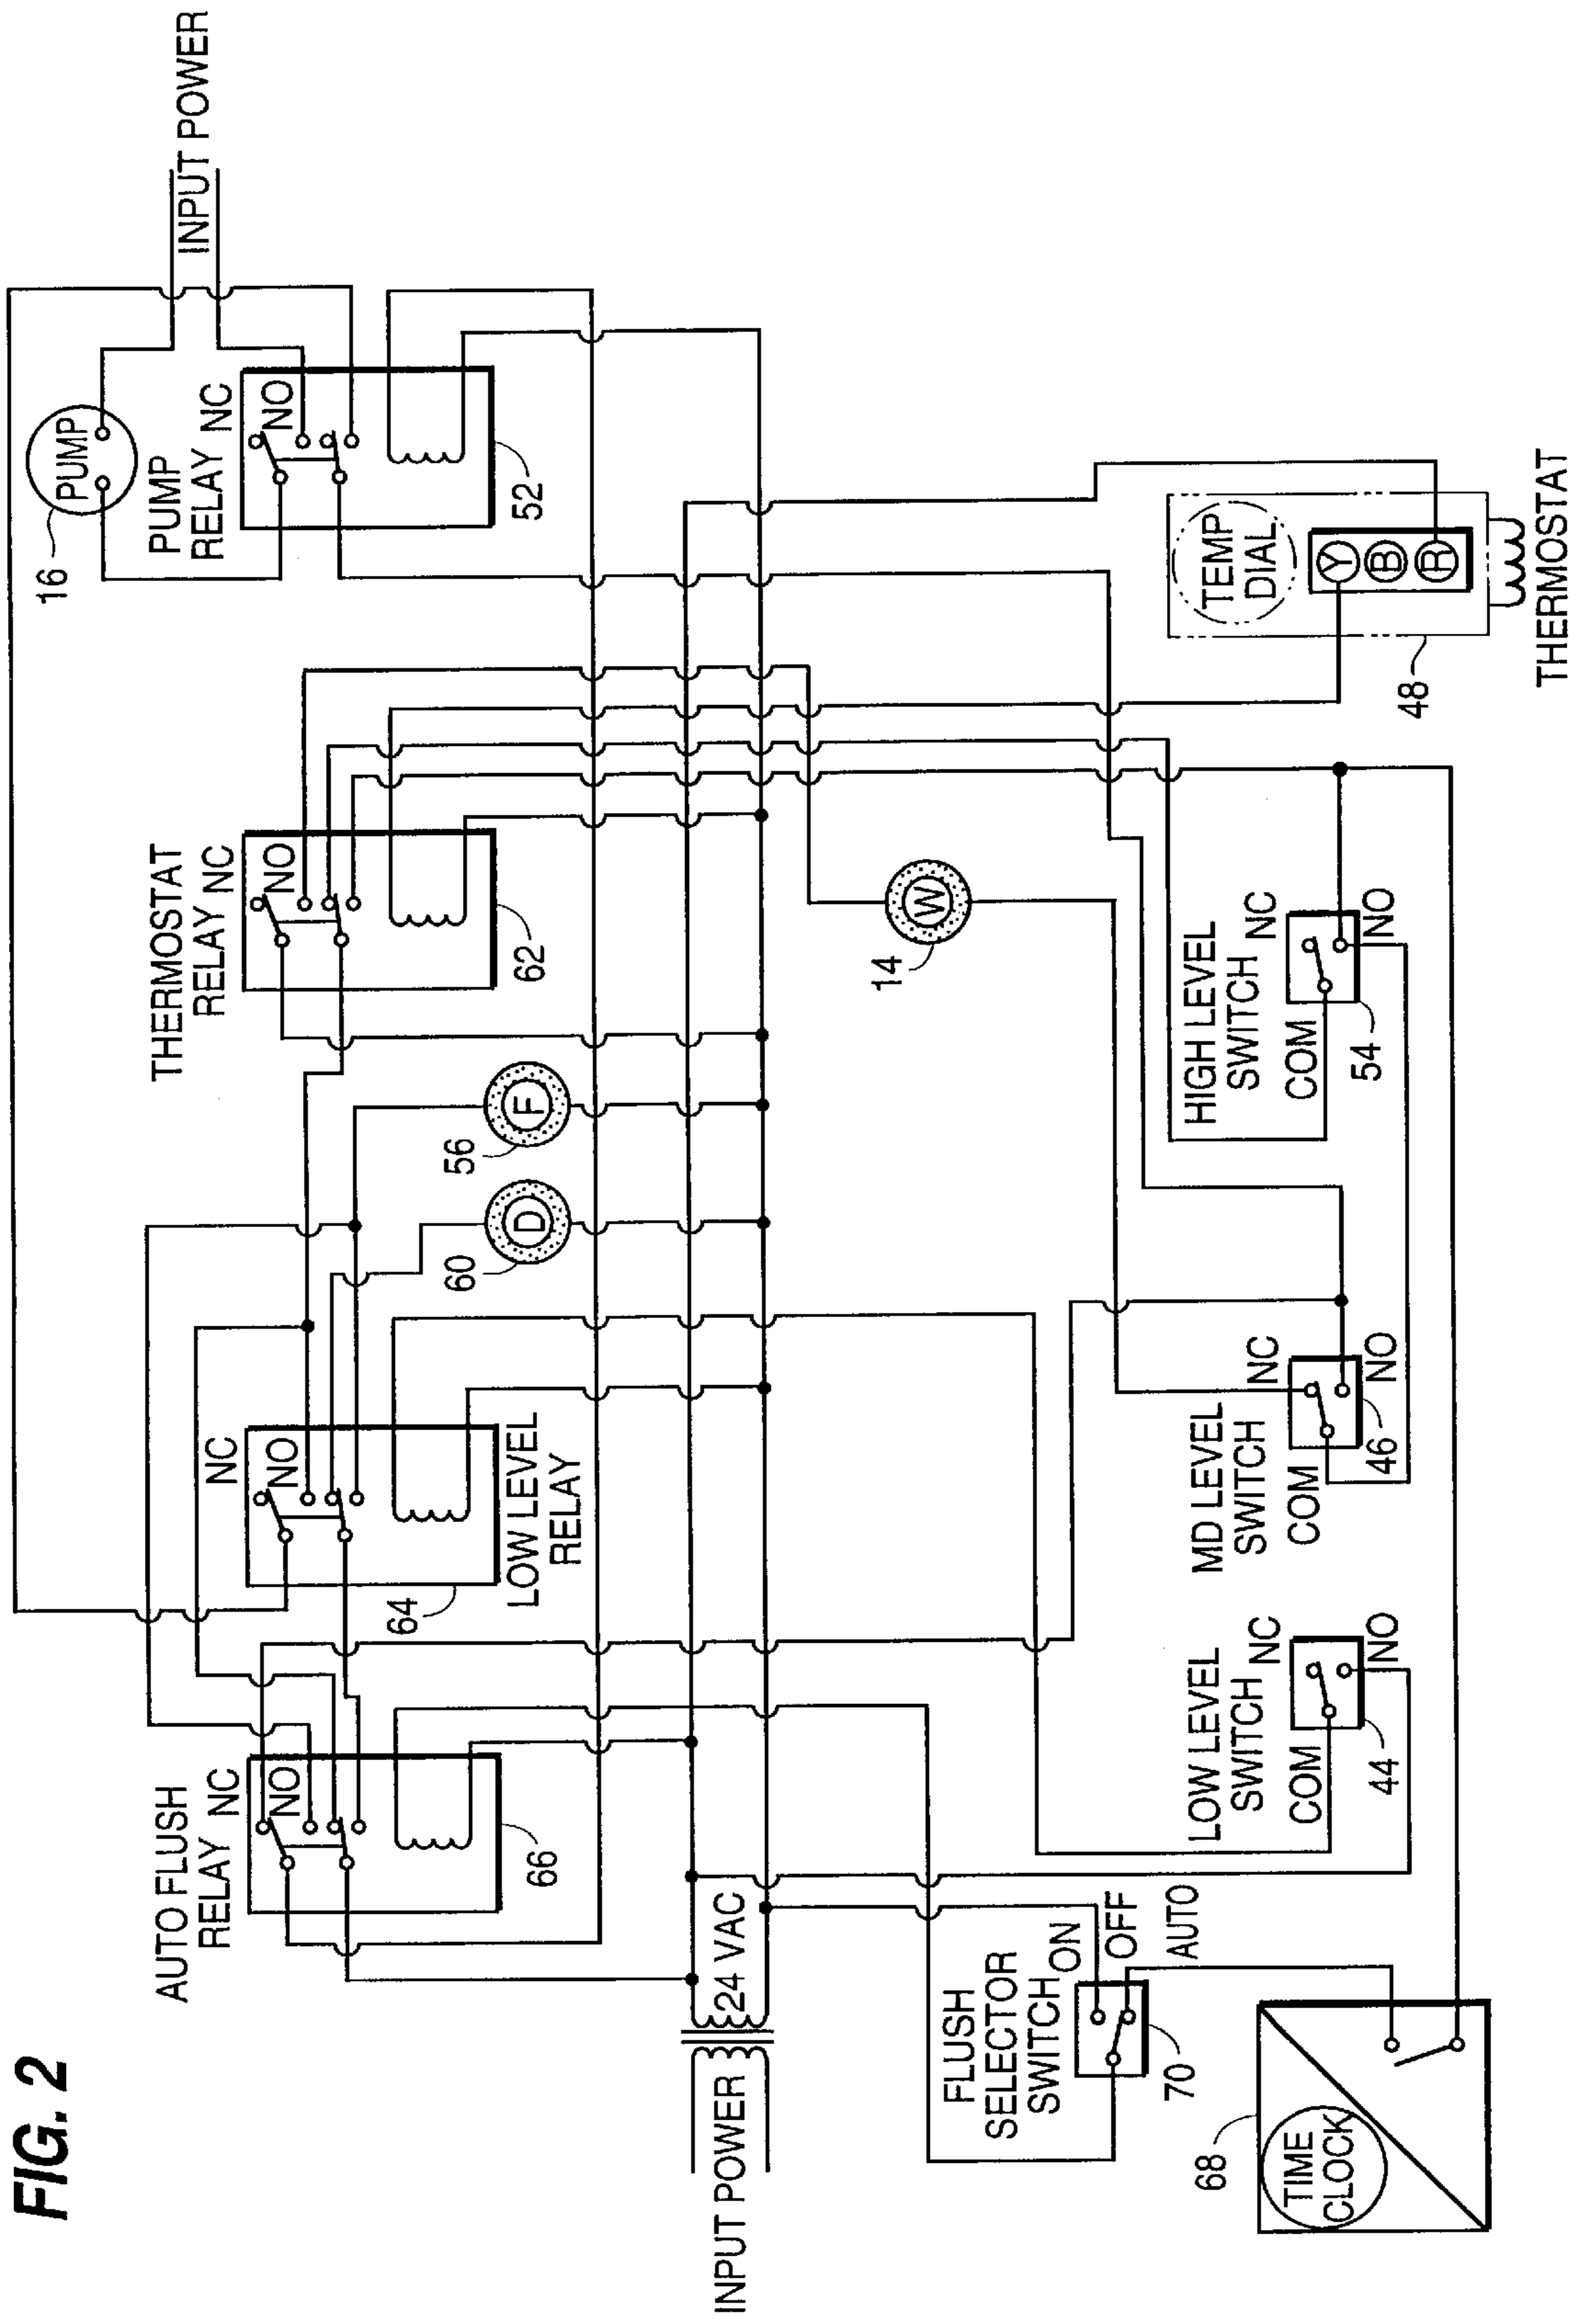 FIG. 2
AUTO FLUSH
RELAY NC
NO
66
INPUT POWER
24 VAC
FLUSH
SELECTOR
SWITCH ON
OFF
AUTO
70
68
TIME
CLOCK
NC
NO
64
LOW LEVEL
RELAY
LOW LEVEL
SWITCH NC
COM
NO
44
60
D
56
F
MD LEVEL
SWITCH
NC
COM
NO
46
THERMOSTAT
RELAY NC
NO
62
14
W
HIGH LEVEL
SWITCH NC
COM
NO
54
16
PUMP
PUMP
RELAY NC
NO
52
INPUT POWER
TEMP
DIAL
Y
B
R
48
THERMOSTAT